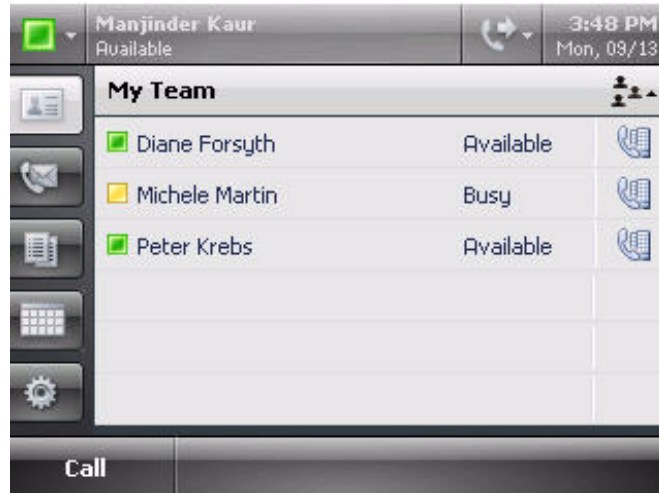 Manjinder Kaur
Available
3:48 PM
Mon, 09/13
My Team
Diane Forsyth Available
Michele Martin Busy
Peter Krebs Available
Call